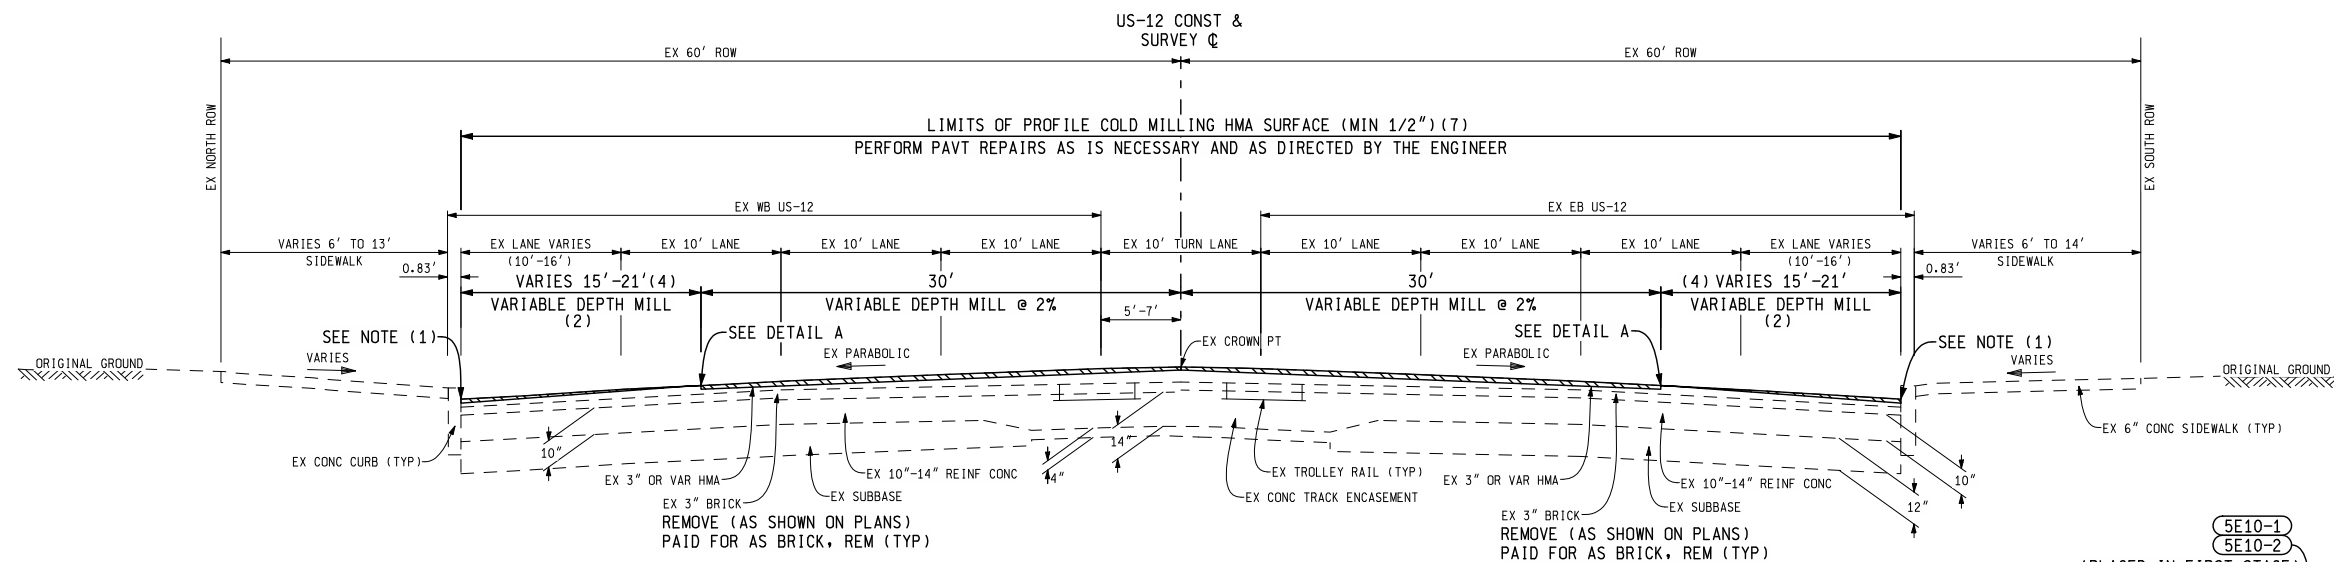 US-12 CONST &
SURVEY ℄
EX 60' ROW
EX 60' ROW
EX NORTH ROW
EX SOUTH ROW
LIMITS OF PROFILE COLD MILLING HMA SURFACE (MIN 1/2")(7)
PERFORM PAVT REPAIRS AS IS NECESSARY AND AS DIRECTED BY THE ENGINEER
EX WB US-12
EX EB US-12
VARIES 6' TO 13'
SIDEWALK
EX LANE VARIES
(10'-16')
EX 10' LANE
EX 10' LANE
EX 10' LANE
EX 10' TURN LANE
EX 10' LANE
EX 10' LANE
EX 10' LANE
EX LANE VARIES
(10'-16')
VARIES 6' TO 14'
SIDEWALK
0.83'
0.83'
VARIES 15'-21'(4)
VARIABLE DEPTH MILL
(2)
30'
VARIABLE DEPTH MILL @ 2%
30'
VARIABLE DEPTH MILL @ 2%
(4) VARIES 15'-21'
VARIABLE DEPTH MILL
(2)
5'-7'
SEE NOTE (1)
SEE DETAIL A
SEE DETAIL A
SEE NOTE (1)
EX CROWN PT
ORIGINAL GROUND
VARIES
EX PARABOLIC
EX PARABOLIC
VARIES
ORIGINAL GROUND
10"
14"
4"
10"
12"
EX CONC CURB (TYP)
EX 3" OR VAR HMA
EX 10"-14" REINF CONC
EX 3" BRICK
EX SUBBASE
REMOVE (AS SHOWN ON PLANS)
PAID FOR AS BRICK, REM (TYP)
EX TROLLEY RAIL (TYP)
EX CONC TRACK ENCASEMENT
EX 3" OR VAR HMA
EX 10"-14" REINF CONC
EX 3" BRICK
EX SUBBASE
REMOVE (AS SHOWN ON PLANS)
PAID FOR AS BRICK, REM (TYP)
EX 6" CONC SIDEWALK (TYP)
5E10-1
5E10-2
(PLACED IN FIRST STAGE)